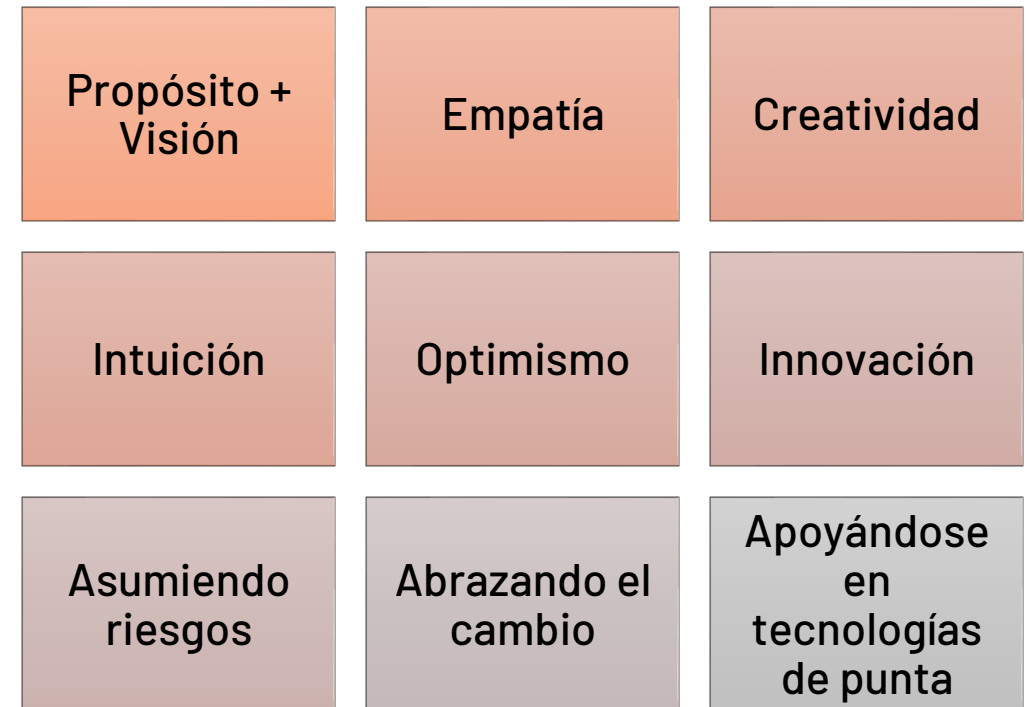 Propósito +
Visión
Empatía
Creatividad
Intuición
Optimismo
Innovación
Asumiendo
riesgos
Abrazando el
cambio
Apoyándose
en
tecnologías
de punta